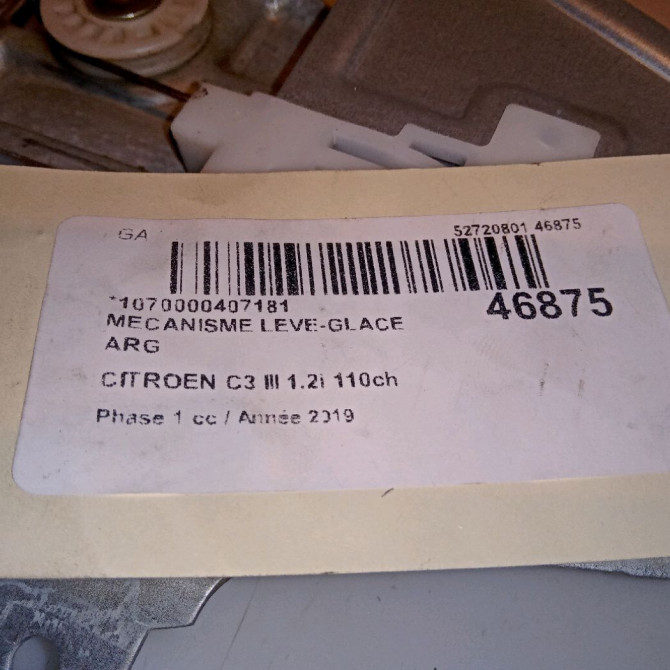 GA
52720801 46875
*1070000407181
46875
MECANISME LEVE-GLACE
ARG
CITROEN C3 III 1.2i 110ch
Phase 1 cc / Année 2019